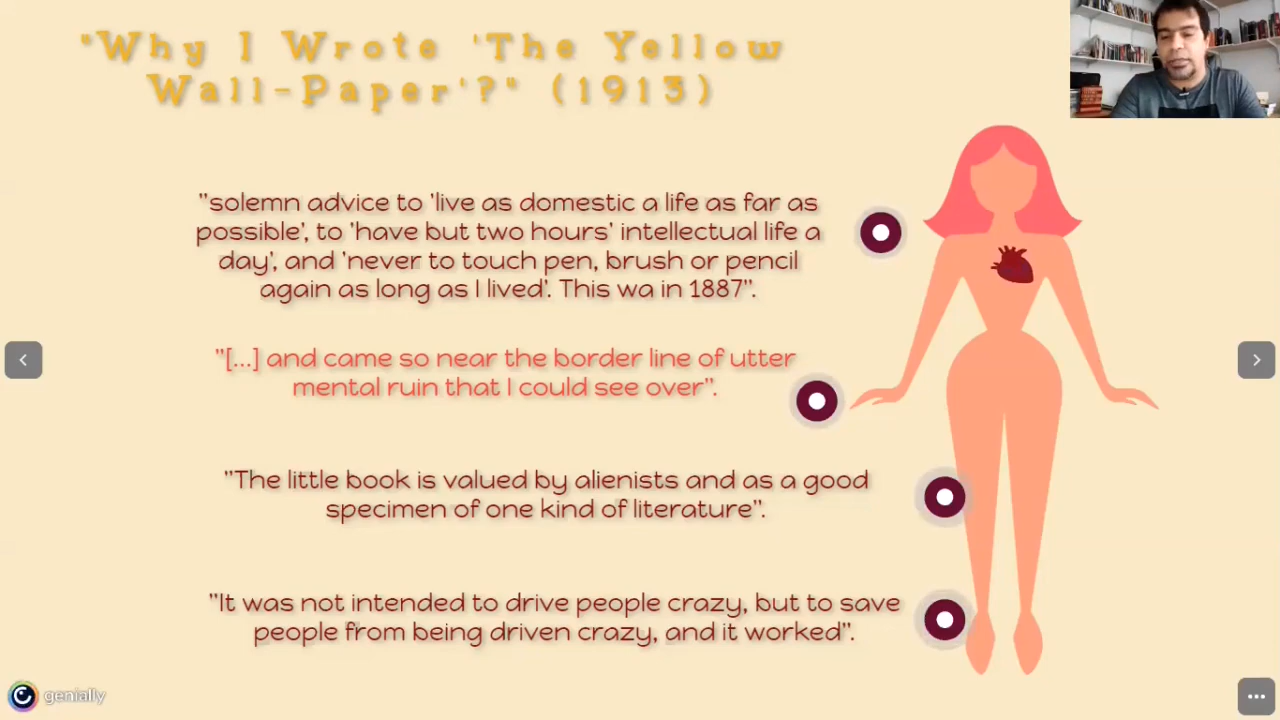 "Why I Wrote 'The Yellow
Wall-Paper'?" (1913)
"solemn advice to 'live as domestic a life as far as
possible', to 'have but two hours' intellectual life a
day', and 'never to touch pen, brush or pencil
again as long as I lived'. This wa in 1887".
"[...] and came so near the border line of utter
mental ruin that I could see over".
"The little book is valued by alienists and as a good
specimen of one kind of literature".
"It was not intended to drive people crazy, but to save
people from being driven crazy, and it worked".
genially